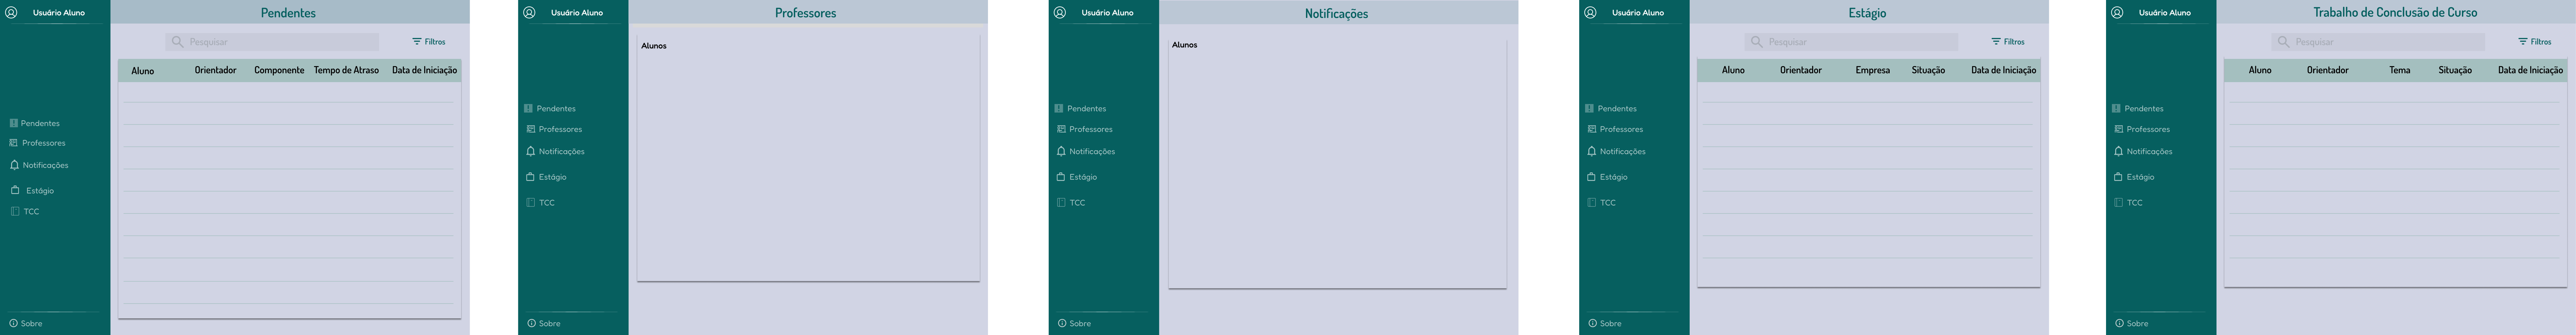 Usuário Aluno
Pendentes
Professores
Notificações
Estágio
TCC
Sobre
Pendentes
Pesquisar
Filtros
Aluno Orientador Componente Tempo de Atraso Data de Iniciação
Usuário Aluno
Pendentes
Professores
Notificações
Estágio
TCC
Sobre
Professores
Alunos
Usuário Aluno
Pendentes
Professores
Notificações
Estágio
TCC
Sobre
Notificações
Alunos
Usuário Aluno
Pendentes
Professores
Notificações
Estágio
TCC
Sobre
Estágio
Pesquisar
Filtros
Aluno Orientador Empresa Situação Data de Iniciação
Usuário Aluno
Pendentes
Professores
Notificações
Estágio
TCC
Sobre
Trabalho de Conclusão de Curso
Pesquisar
Filtros
Aluno Orientador Tema Situação Data de Iniciação